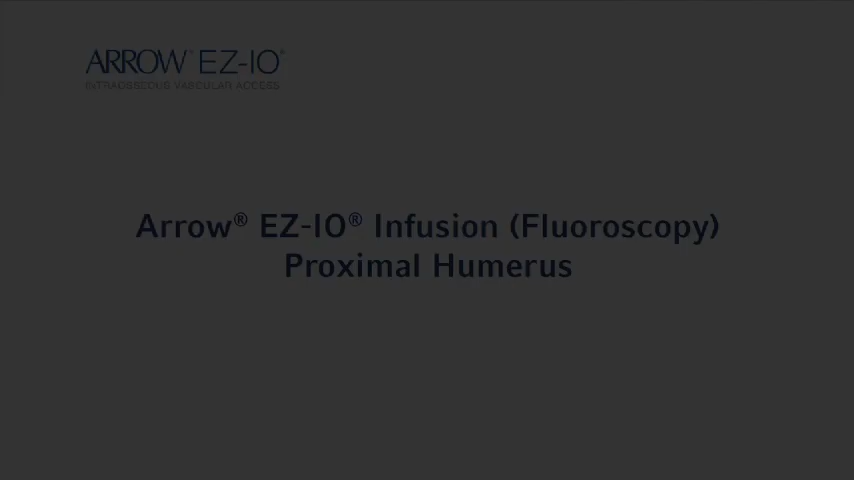 ARROW® EZ-IO®
INTRAOSSEOUS VASCULAR ACCESS
Arrow® EZ-IO® Infusion (Fluoroscopy)
Proximal Humerus